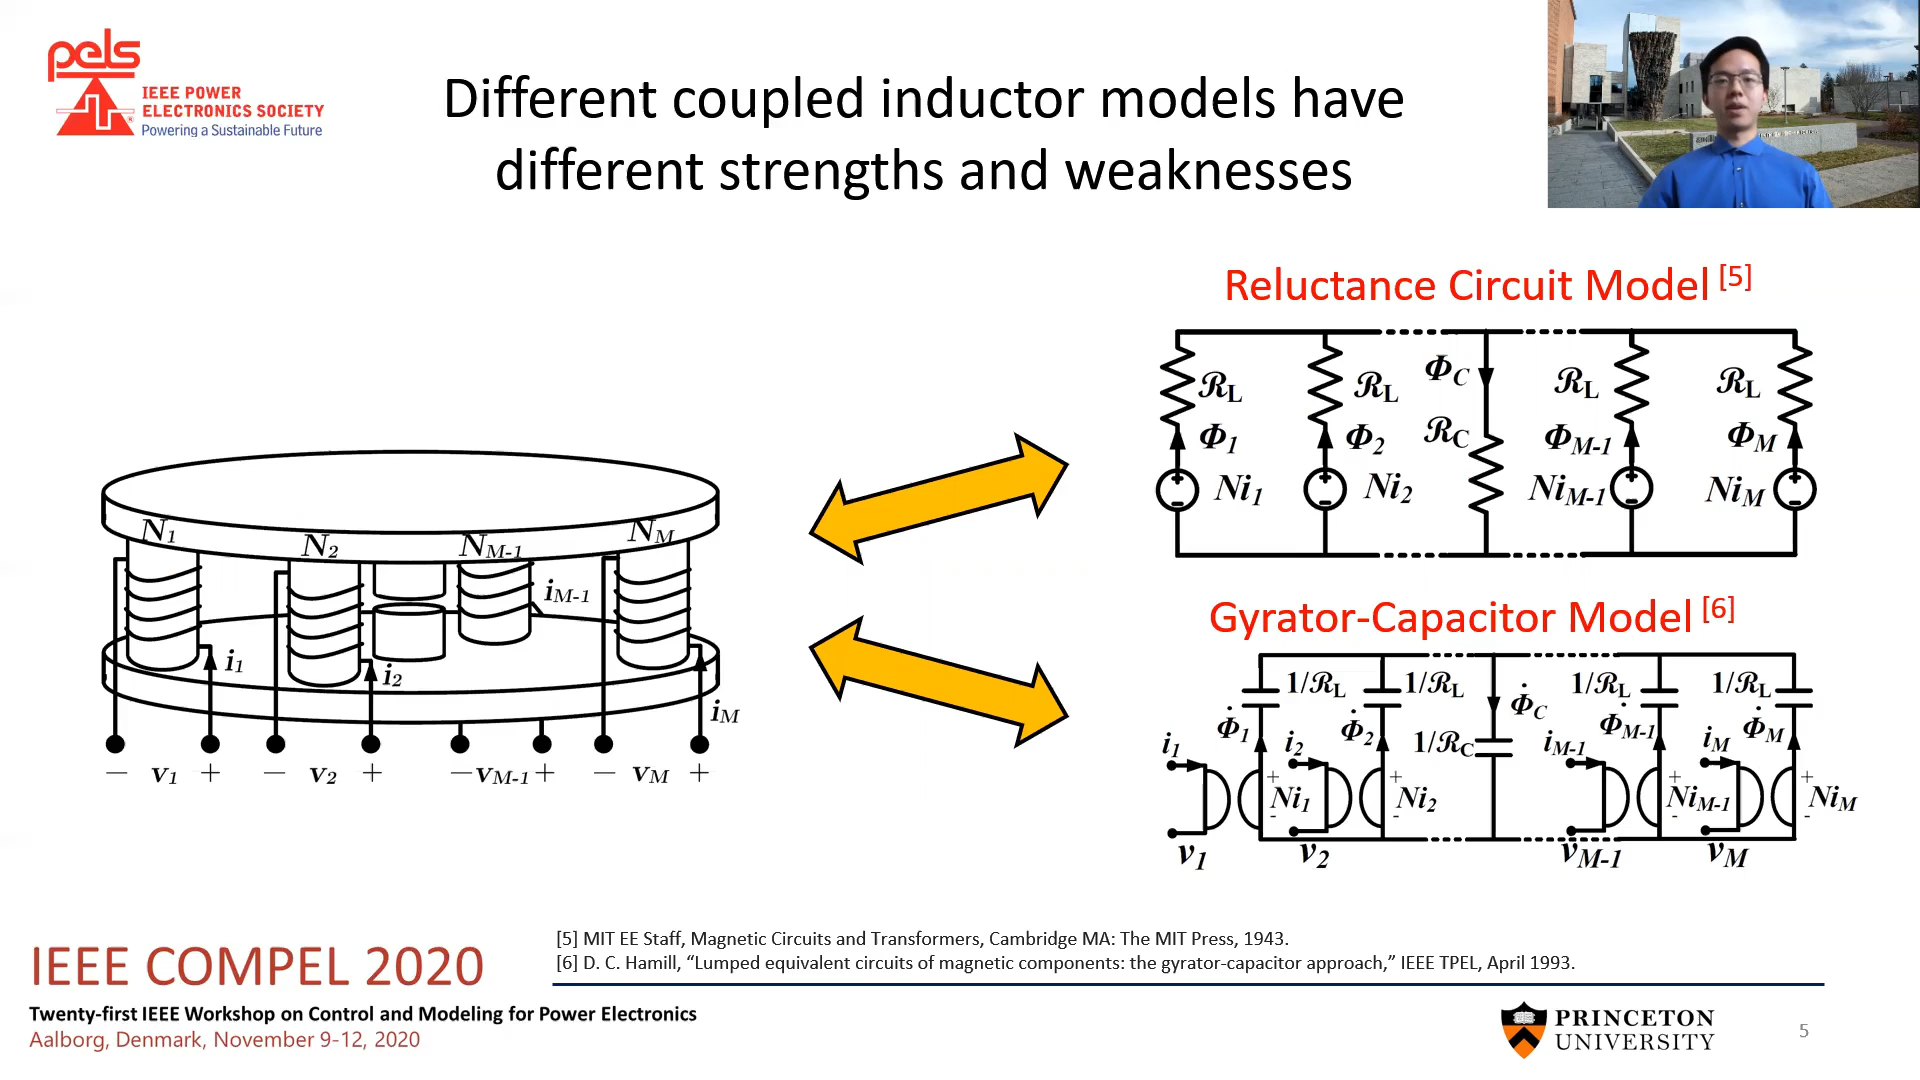 pels
IEEE POWER
ELECTRONICS SOCIETY
Powering a Sustainable Future
®
Different coupled inductor models have
different strengths and weaknesses
N1 N2 NM-1 NM
iM-1
i1 i2 iM
− v1 + − v2 + −vM-1+ − vM +
Reluctance Circuit Model [5]
ℛL ℛL ΦC ℛL ℛL
Φ1 Φ2 ℛC ΦM-1 ΦM
Ni1 Ni2 NiM-1 NiM
Gyrator-Capacitor Model [6]
1/ℛL 1/ℛL Φ̇C 1/ℛL 1/ℛL
Φ̇1 Φ̇2 1/ℛC Φ̇M-1 Φ̇M
i1 i2 iM-1 iM
+ + + +
Ni1 Ni2 NiM-1 NiM
- - - -
v1 v2 vM-1 vM
[5] MIT EE Staff, Magnetic Circuits and Transformers, Cambridge MA: The MIT Press, 1943.
[6] D. C. Hamill, “Lumped equivalent circuits of magnetic components: the gyrator-capacitor approach,” IEEE TPEL, April 1993.
IEEE COMPEL 2020
Twenty-first IEEE Workshop on Control and Modeling for Power Electronics
Aalborg, Denmark, November 9-12, 2020
PRINCETON
UNIVERSITY
5